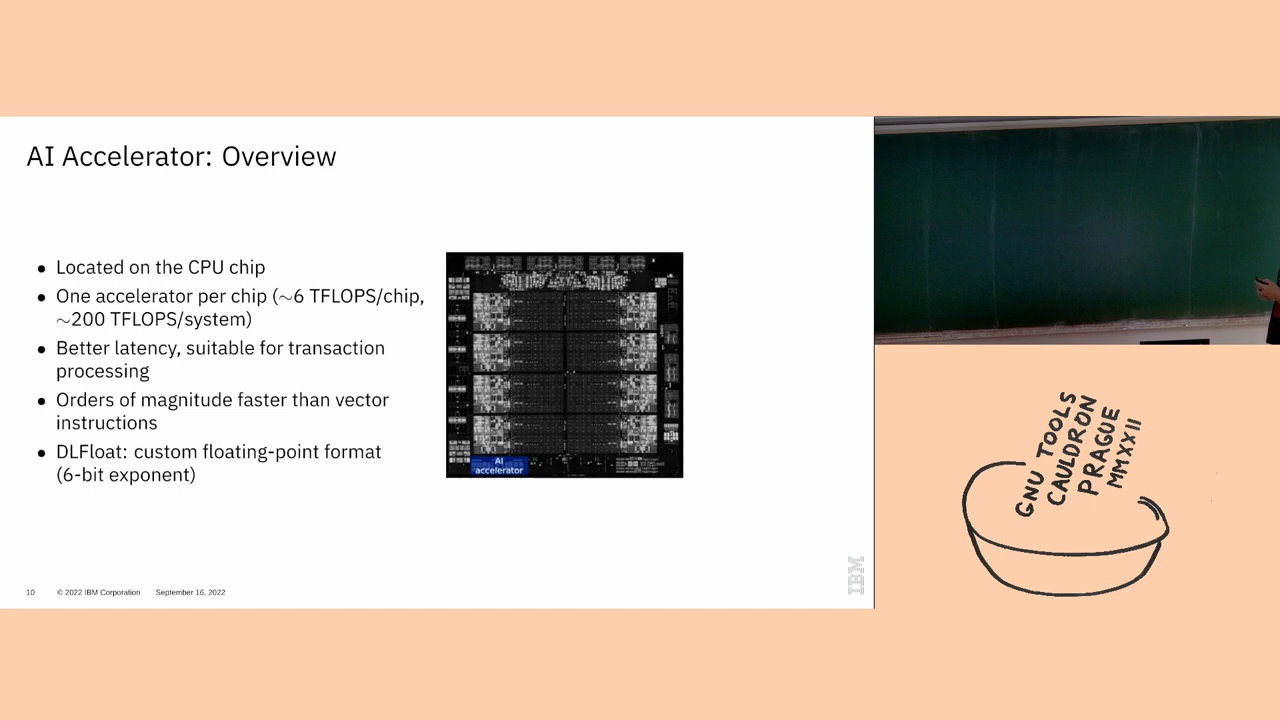 AI Accelerator: Overview
• Located on the CPU chip
• One accelerator per chip (∼6 TFLOPS/chip,
∼200 TFLOPS/system)
• Better latency, suitable for transaction
processing
• Orders of magnitude faster than vector
instructions
• DLFloat: custom floating-point format
(6-bit exponent)
AI
accelerator
10 © 2022 IBM Corporation September 16, 2022
IBM
GNU TOOLS
CAULDRON
PRAGUE
MMXXII